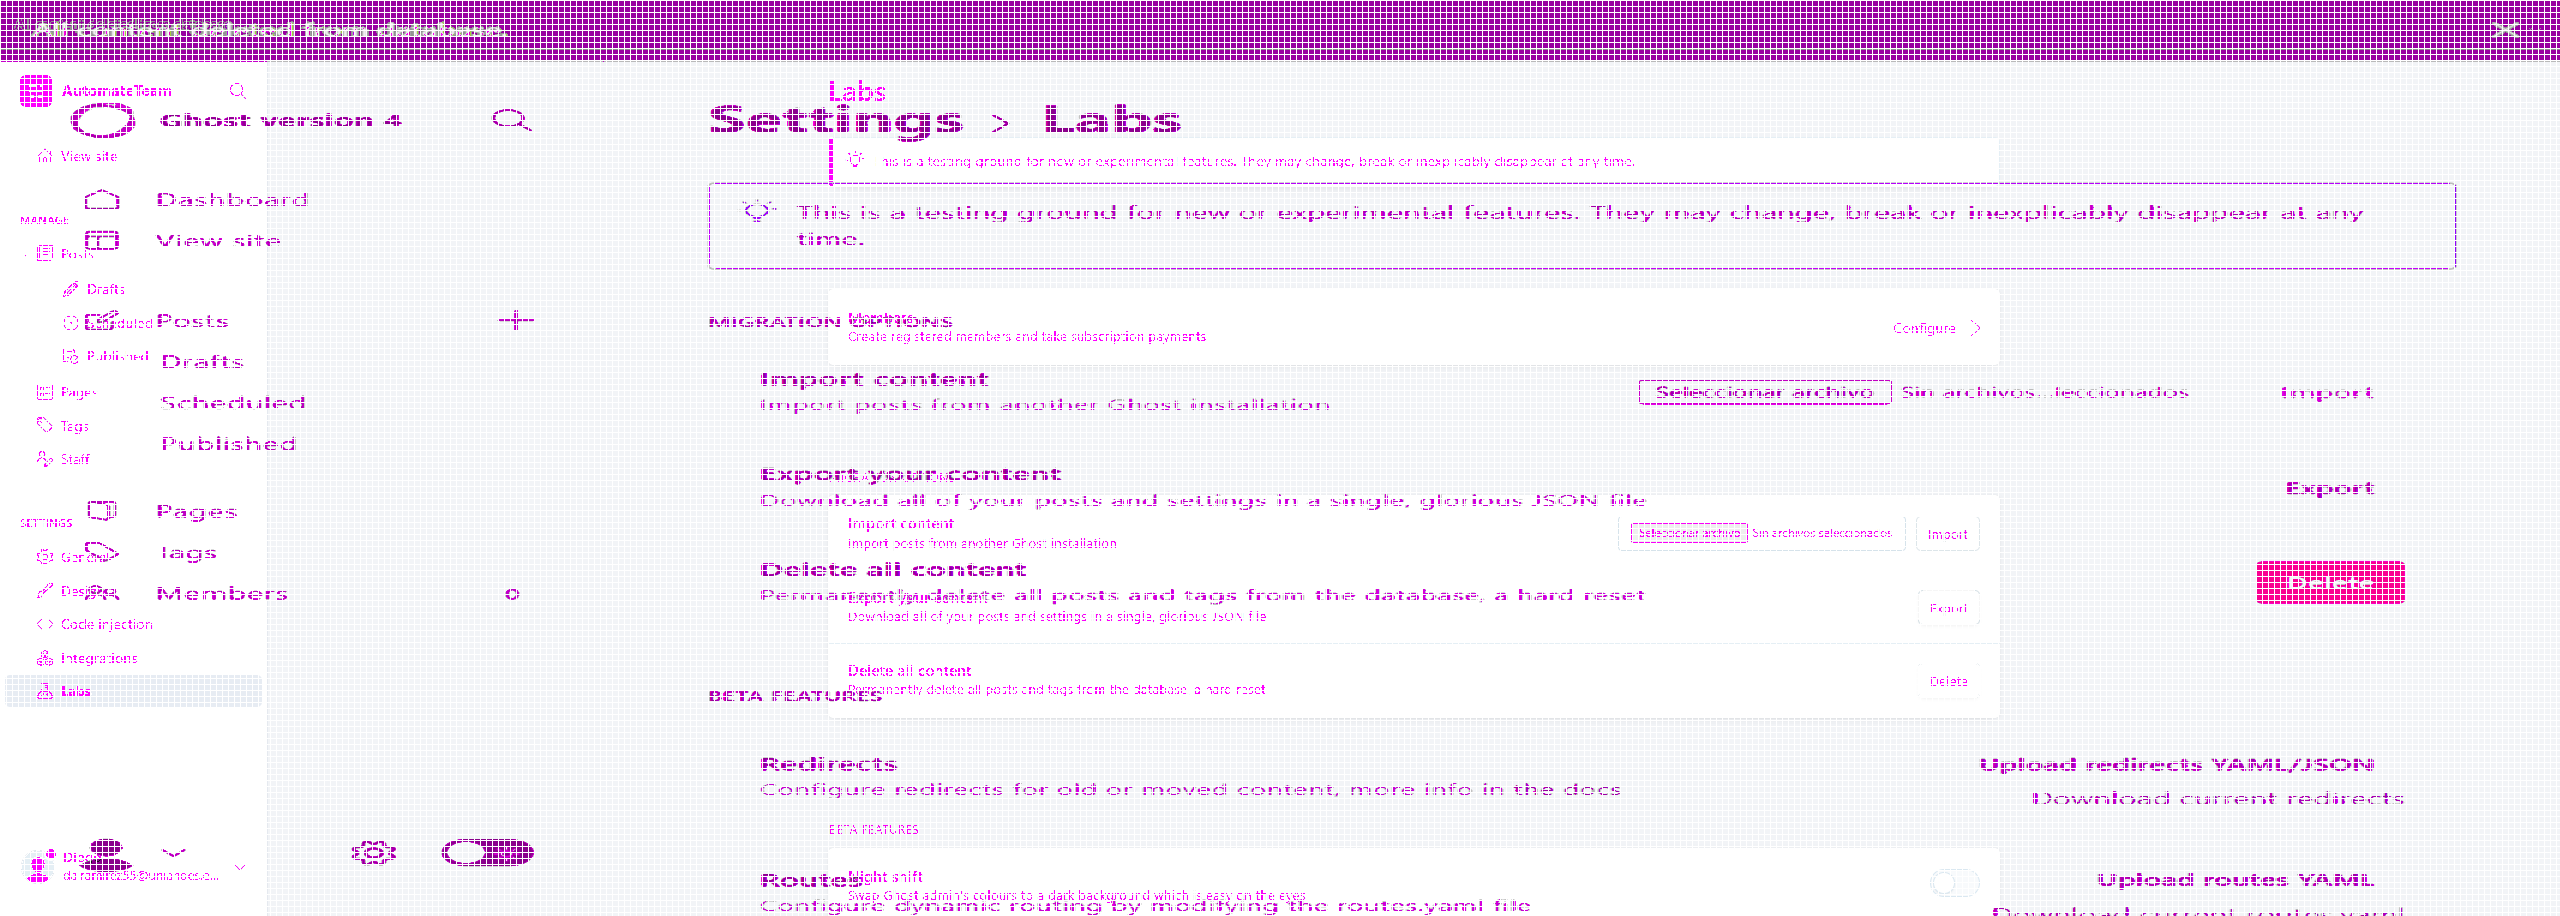 All content deleted from database.
AutomateTeam
Ghost version 4
View site
Dashboard
MANAGE
View site
Posts
Drafts
Scheduled
Posts
Published
Drafts
Pages
Scheduled
Tags
Published
Staff
Pages
SETTINGS
Tags
General
Design
Members
0
Code injection
Integrations
Labs
Labs
Settings > Labs
This is a testing ground for new or experimental features. They may change, break or inexplicably disappear at any time.
This is a testing ground for new or experimental features. They may change, break or inexplicably disappear at any
time.
MIGRATION OPTIONS
Create registered members and take subscription payments
Configure
Import content
Import posts from another Ghost installation
Seleccionar archivo Sin archivos...leccionados
Import
Export your content
Download all of your posts and settings in a single, glorious JSON file
Export
Import content
Import posts from another Ghost installation
Seleccionar archivo Sin archivos seleccionados
Import
Delete all content
Permanently delete all posts and tags from the database, a hard reset
Delete
Export your content
Download all of your posts and settings in a single, glorious JSON file
Export
Delete all content
Permanently delete all posts and tags from the database, a hard reset
Delete
BETA FEATURES
Redirects
Configure redirects for old or moved content, more info in the docs
Upload redirects YAML/JSON
Download current redirects
BETA FEATURES
Night shift
Swap Ghost admin's colours to a dark background which is easy on the eyes
Routes
Configure dynamic routing by modifying the routes.yaml file
Upload routes YAML
Download current routes.yaml